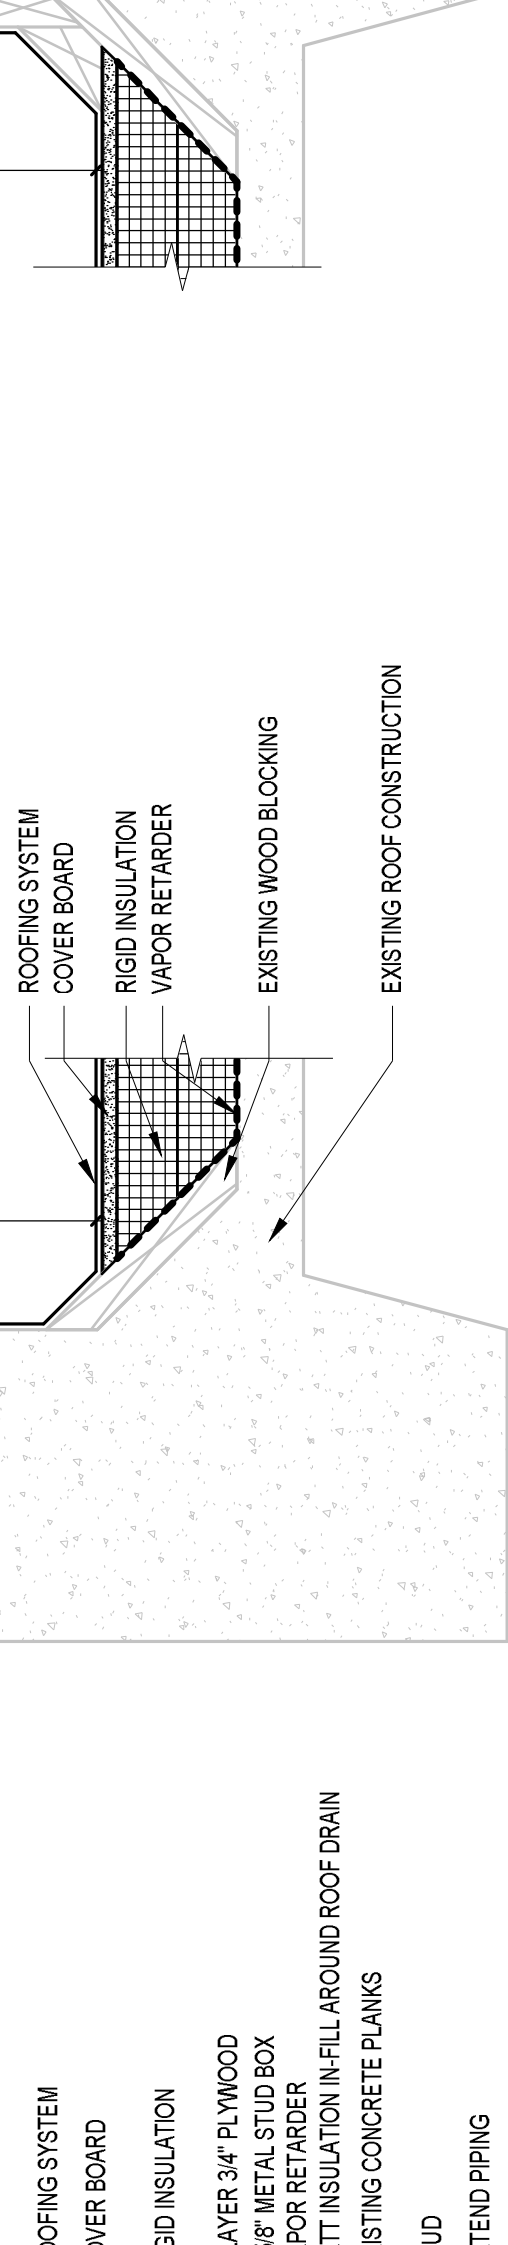 ROOFING SYSTEM
COVER BOARD
RIGID INSULATION
VAPOR RETARDER
EXISTING WOOD BLOCKING
EXISTING ROOF CONSTRUCTION
OOFING SYSTEM
OVER BOARD
GID INSULATION
AYER 3/4" PLYWOOD
/8" METAL STUD BOX
POR RETARDER
TT INSULATION IN-FILL AROUND ROOF DRAIN
ISTING CONCRETE PLANKS
UD
TEND PIPING